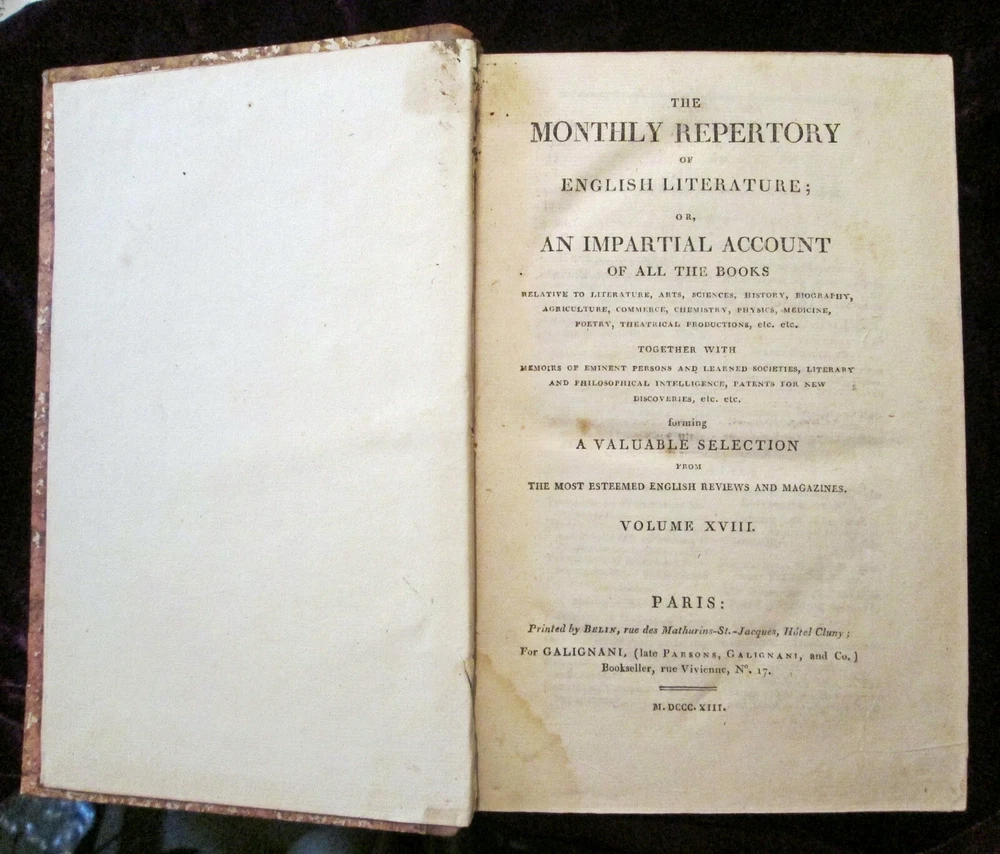 THE
MONTHLY REPERTORY
OF
ENGLISH LITERATURE;
OR,
AN IMPARTIAL ACCOUNT
OF ALL THE BOOKS
RELATIVE TO LITERATURE, ARTS, SCIENCES, HISTORY, BIOGRAPHY,
AGRICULTURE, COMMERCE, CHEMISTRY, PHYSICS, MEDICINE,
POETRY, THEATRICAL PRODUCTIONS, etc. etc.
TOGETHER WITH
MEMOIRS OF EMINENT PERSONS AND LEARNED SOCIETIES, LITERARY
AND PHILOSOPHICAL INTELLIGENCE, PATENTS FOR NEW
DISCOVERIES, etc. etc.
forming
A VALUABLE SELECTION
FROM
THE MOST ESTEEMED ENGLISH REVIEWS AND MAGAZINES.
VOLUME XVIII.
PARIS:
Printed by BELIN, rue des Mathurins-St.-Jacques, Hôtel Cluny;
For GALIGNANI, (late PARSONS, GALIGNANI, and Co.)
Bookseller, rue Vivienne, N°. 17.
M. DCCC. XIII.